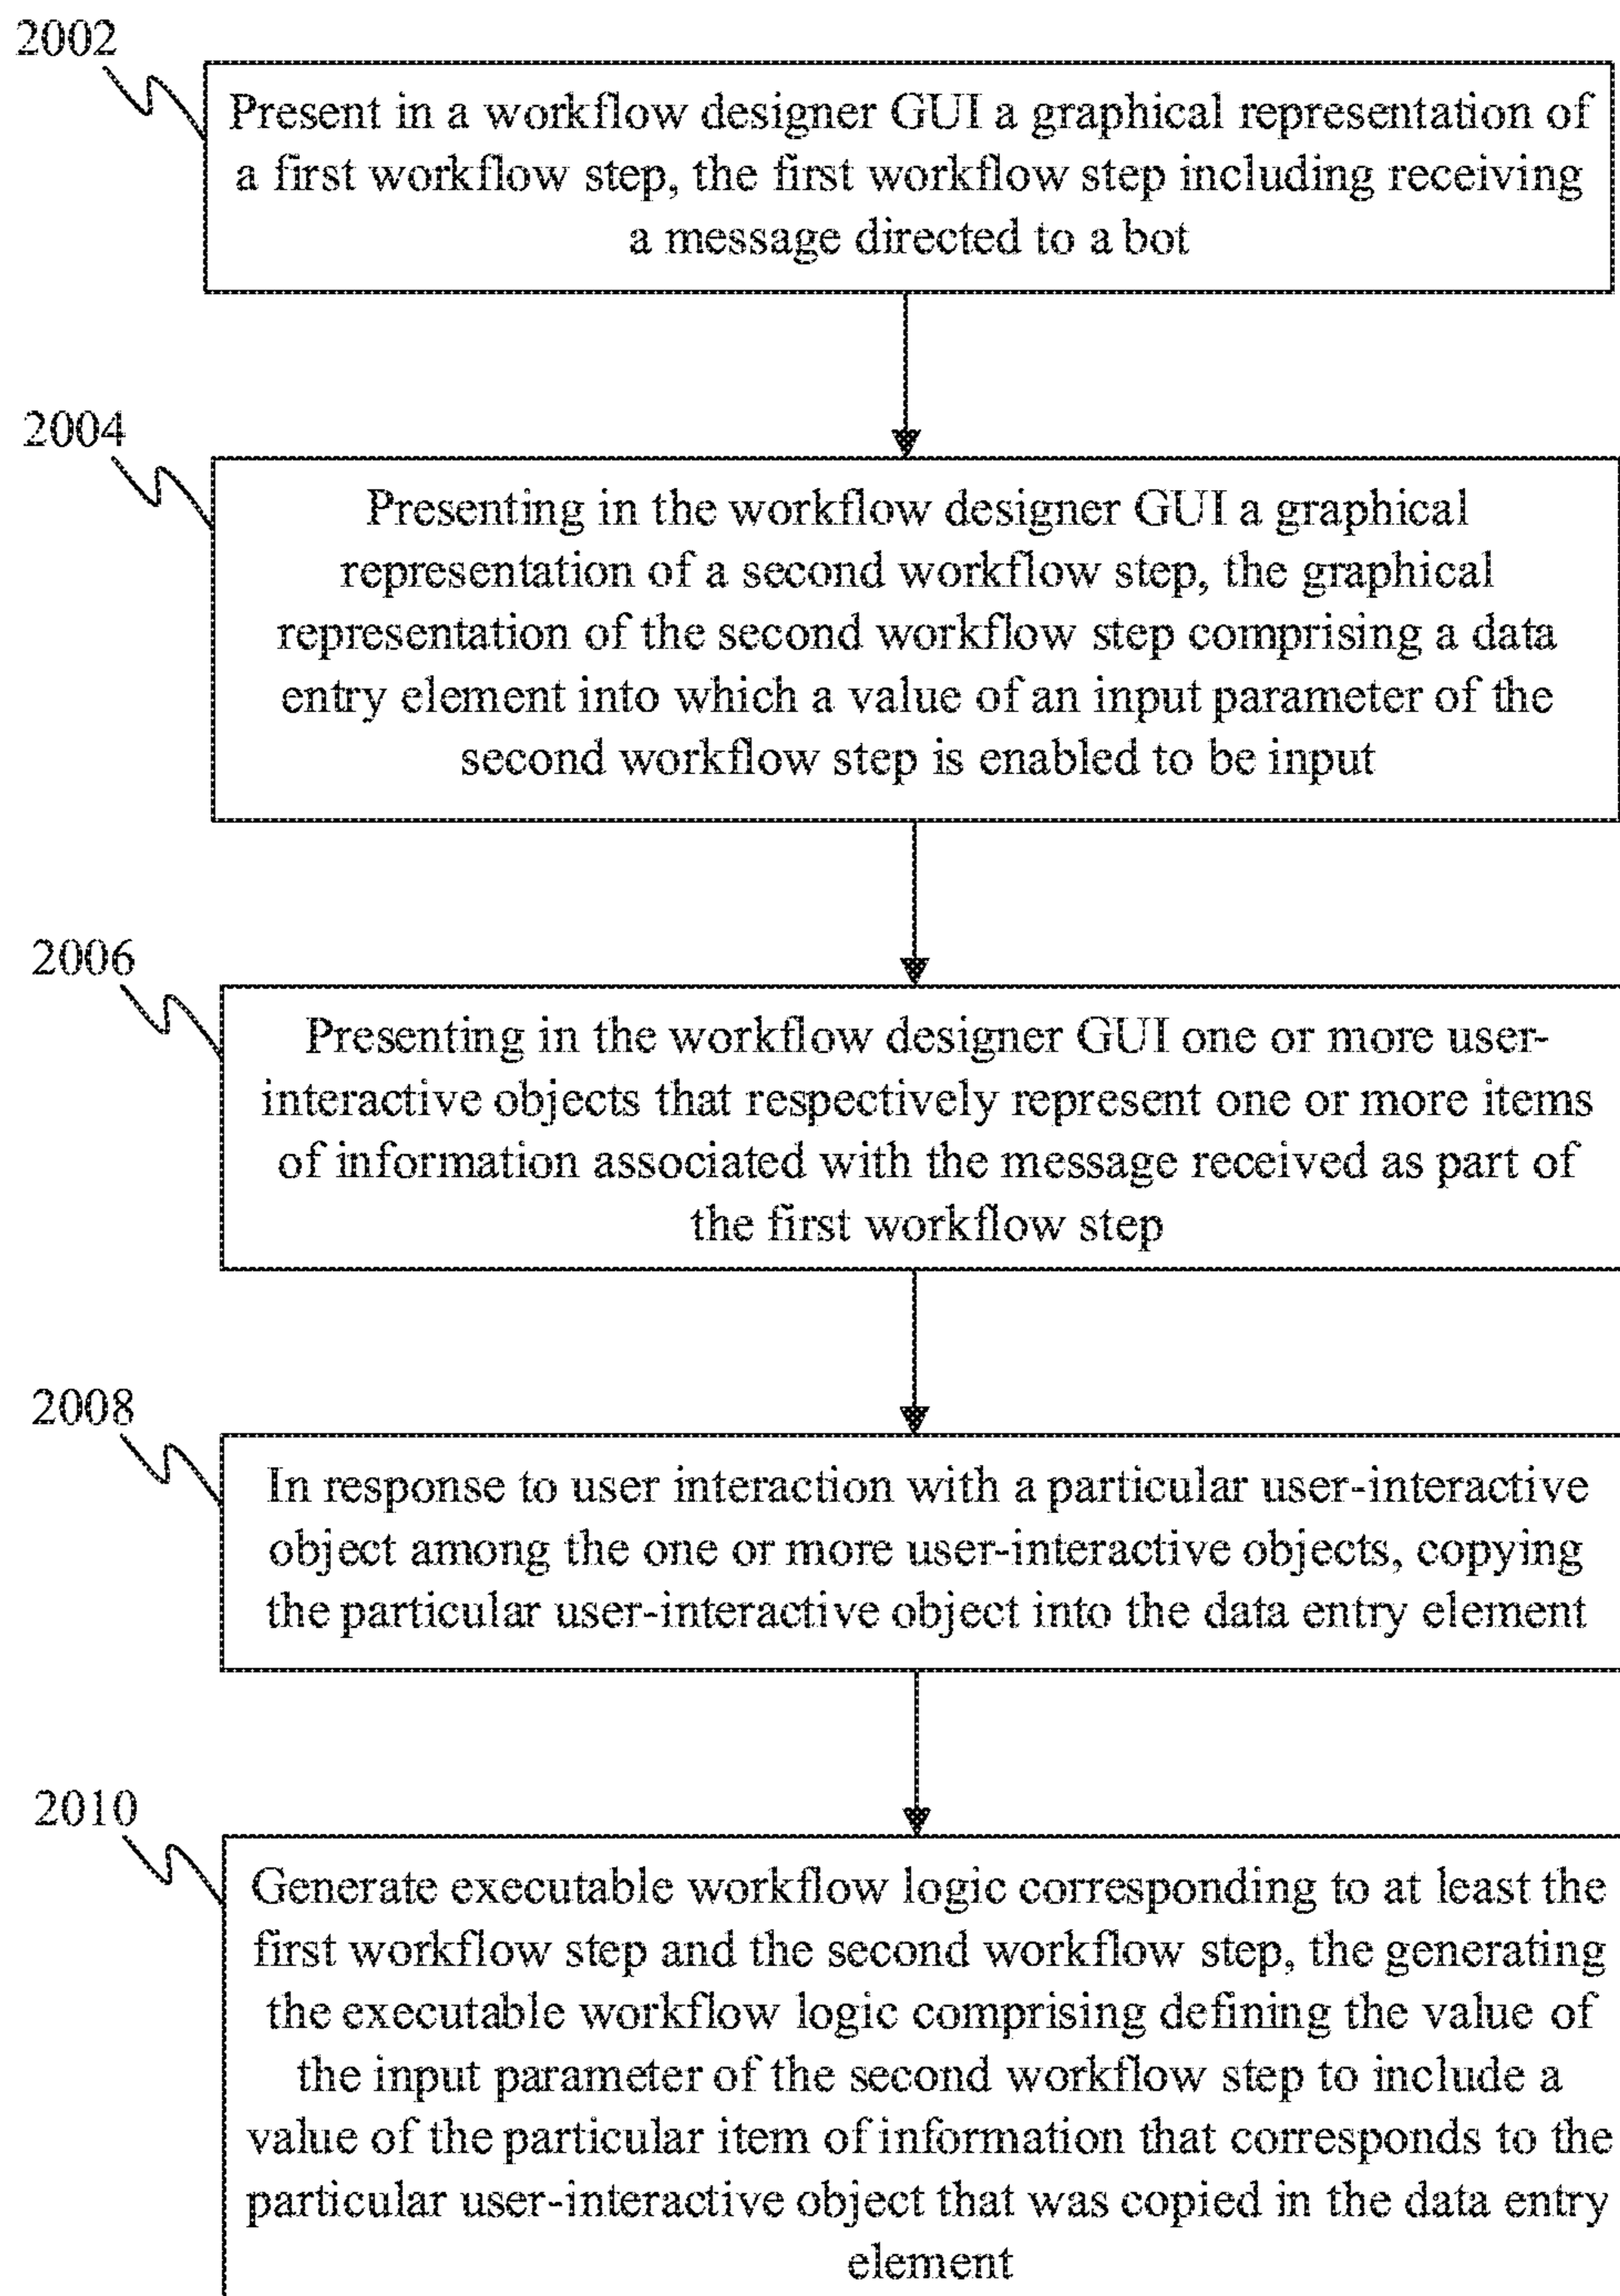 2002
Present in a workflow designer GUI a graphical representation of
a first workflow step, the first workflow step including receiving
a message directed to a bot
2004
Presenting in the workflow designer GUI a graphical
representation of a second workflow step, the graphical
representation of the second workflow step comprising a data
entry element into which a value of an input parameter of the
second workflow step is enabled to be input
2006
Presenting in the workflow designer GUI one or more user-
interactive objects that respectively represent one or more items
of information associated with the message received as part of
the first workflow step
2008
In response to user interaction with a particular user-interactive
object among the one or more user-interactive objects, copying
the particular user-interactive object into the data entry element
2010
Generate executable workflow logic corresponding to at least the
first workflow step and the second workflow step, the generating
the executable workflow logic comprising defining the value of
the input parameter of the second workflow step to include a
value of the particular item of information that corresponds to the
particular user-interactive object that was copied in the data entry
element